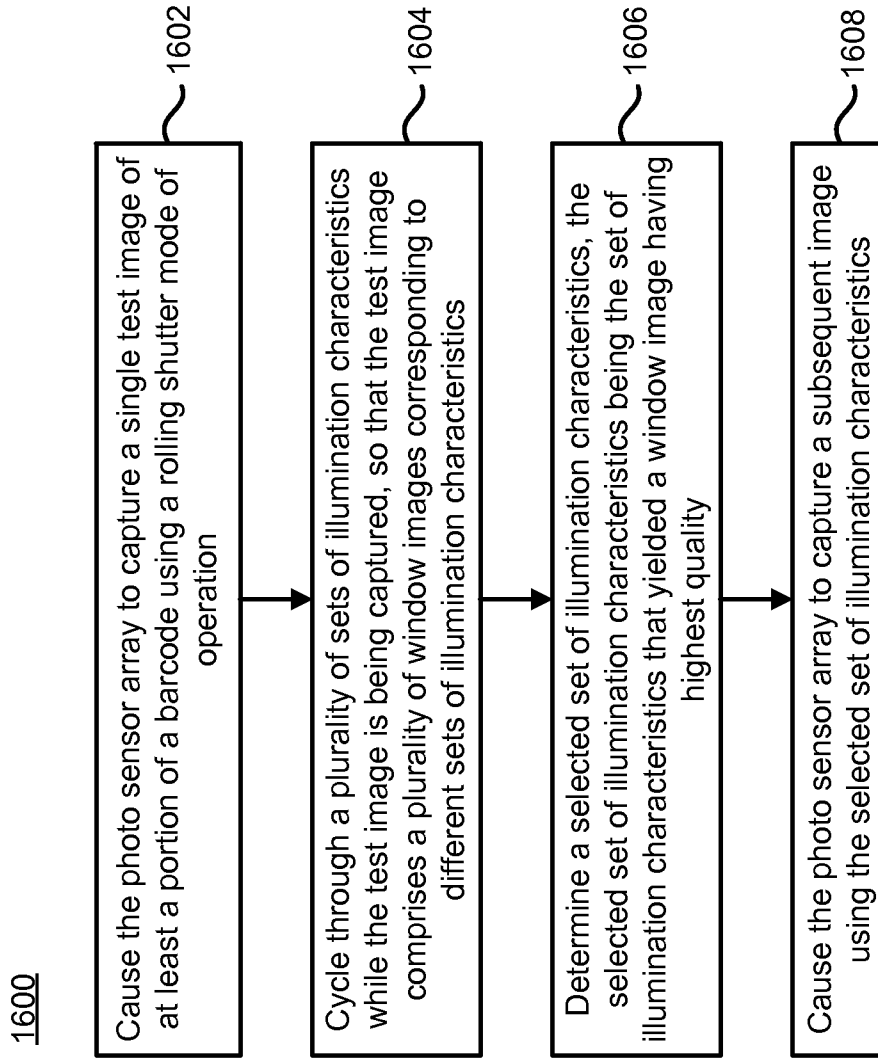 1600
Cause the photo sensor array to capture a single test image of
at least a portion of a barcode using a rolling shutter mode of
operation
1602
Cycle through a plurality of sets of illumination characteristics
while the test image is being captured, so that the test image
comprises a plurality of window images corresponding to
different sets of illumination characteristics
1604
Determine a selected set of illumination characteristics, the
selected set of illumination characteristics being the set of
illumination characteristics that yielded a window image having
highest quality
1606
Cause the photo sensor array to capture a subsequent image
using the selected set of illumination characteristics
1608